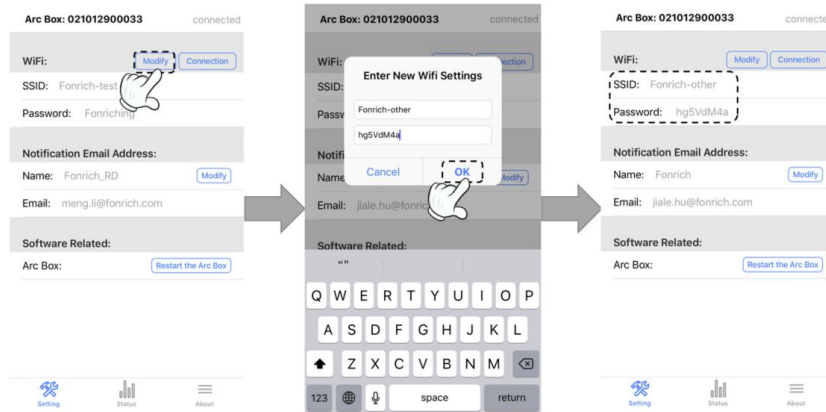 Arc Box: 021012900033 connected
WiFi: Modify Connection
SSID: Fonrich-test
Password: Fonriching
Notification Email Address:
Name: Fonrich_RD Modify
Email: meng.li@fonrich.com
Software Related:
Arc Box: Restart the Arc Box
Setting Status About
Arc Box: 021012900033 connected
WiFi:
SSID:
Enter New Wifi Settings
Fonrich-other
hg5VdM4a
Cancel OK
Name Modify
Email: jiale.hu@fonric
Software Related:
“”
Q W E R T Y U I O P
A S D F G H J K L
Z X C V B N M
123 space return
Arc Box: 021012900033 connecte
WiFi: Modify Connection
SSID: Fonrich-other
Password: hg5VdM4a
Notification Email Address:
Name: Fonrich Modify
Email: jiale.hu@fonrich.com
Software Related:
Arc Box: Restart the Arc Box
Setting Status About